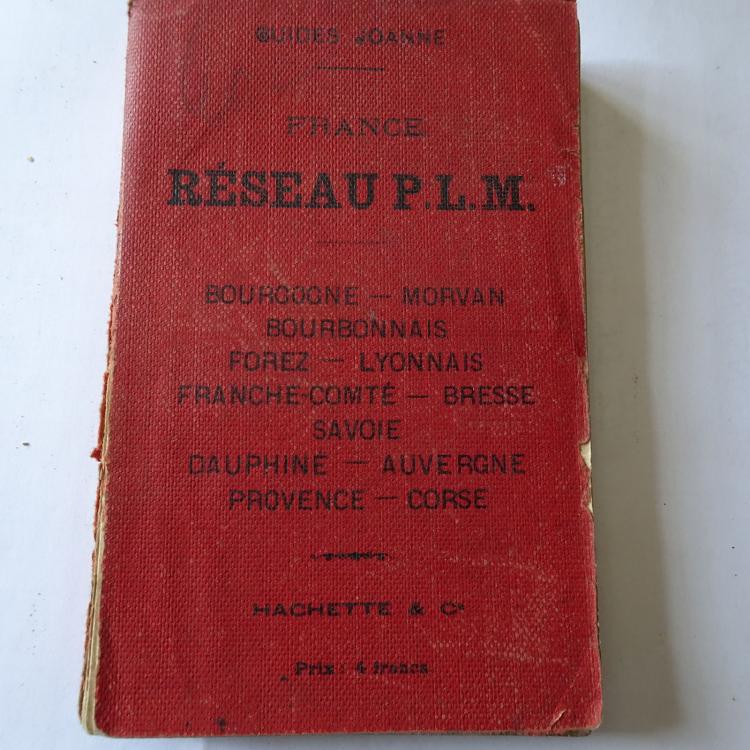 GUIDES JOANNE
FRANCE
RÉSEAU P.L.M.
BOURGOGNE — MORVAN
BOURBONNAIS
FOREZ — LYONNAIS
FRANCHE-COMTÉ — BRESSE
SAVOIE
DAUPHINÉ — AUVERGNE
PROVENCE — CORSE
HACHETTE & Cie
Prix : 4 francs